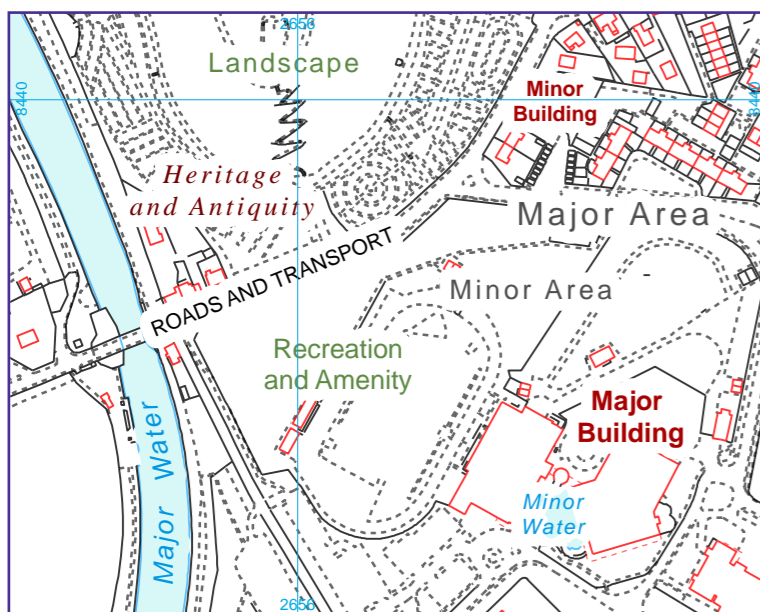 2656
Landscape
8440
8440
Minor
Building
Heritage
and Antiquity
Major Area
ROADS AND TRANSPORT
Minor Area
Recreation
and Amenity
Major
Building
Major Water
Minor
Water
2656